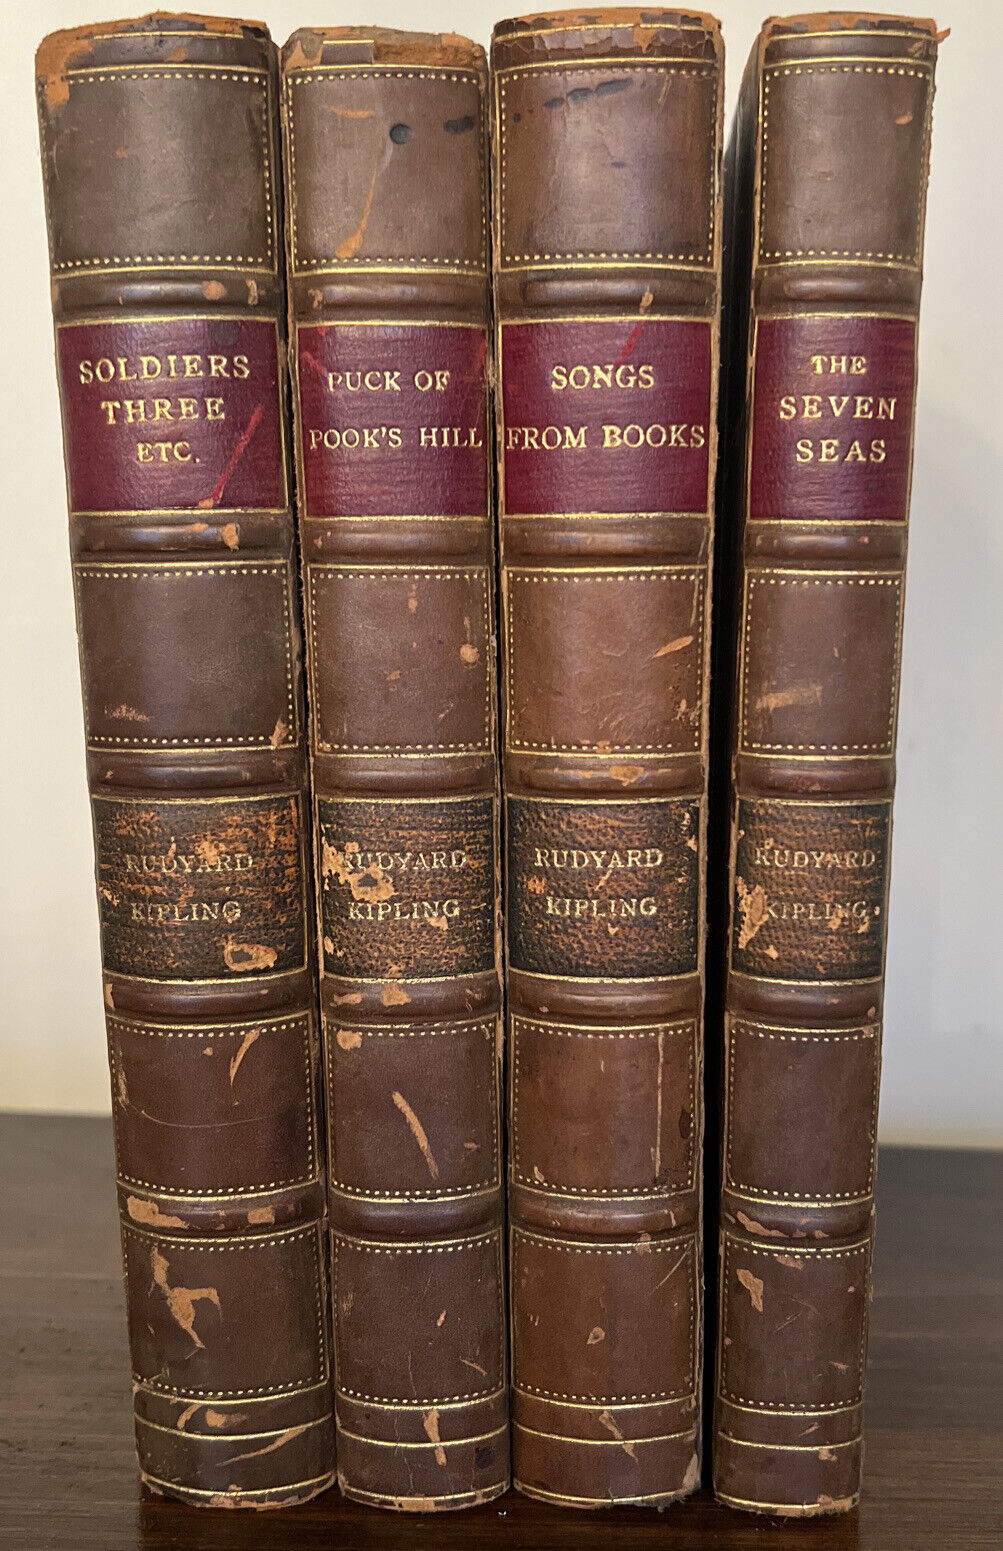 SOLDIERS
THREE
ETC.
RUDYARD
KIPLING
PUCK OF
POOK'S HILL
RUDYARD
KIPLING
SONGS
FROM BOOKS
RUDYARD
KIPLING
THE
SEVEN
SEAS
RUDYARD
KIPLING